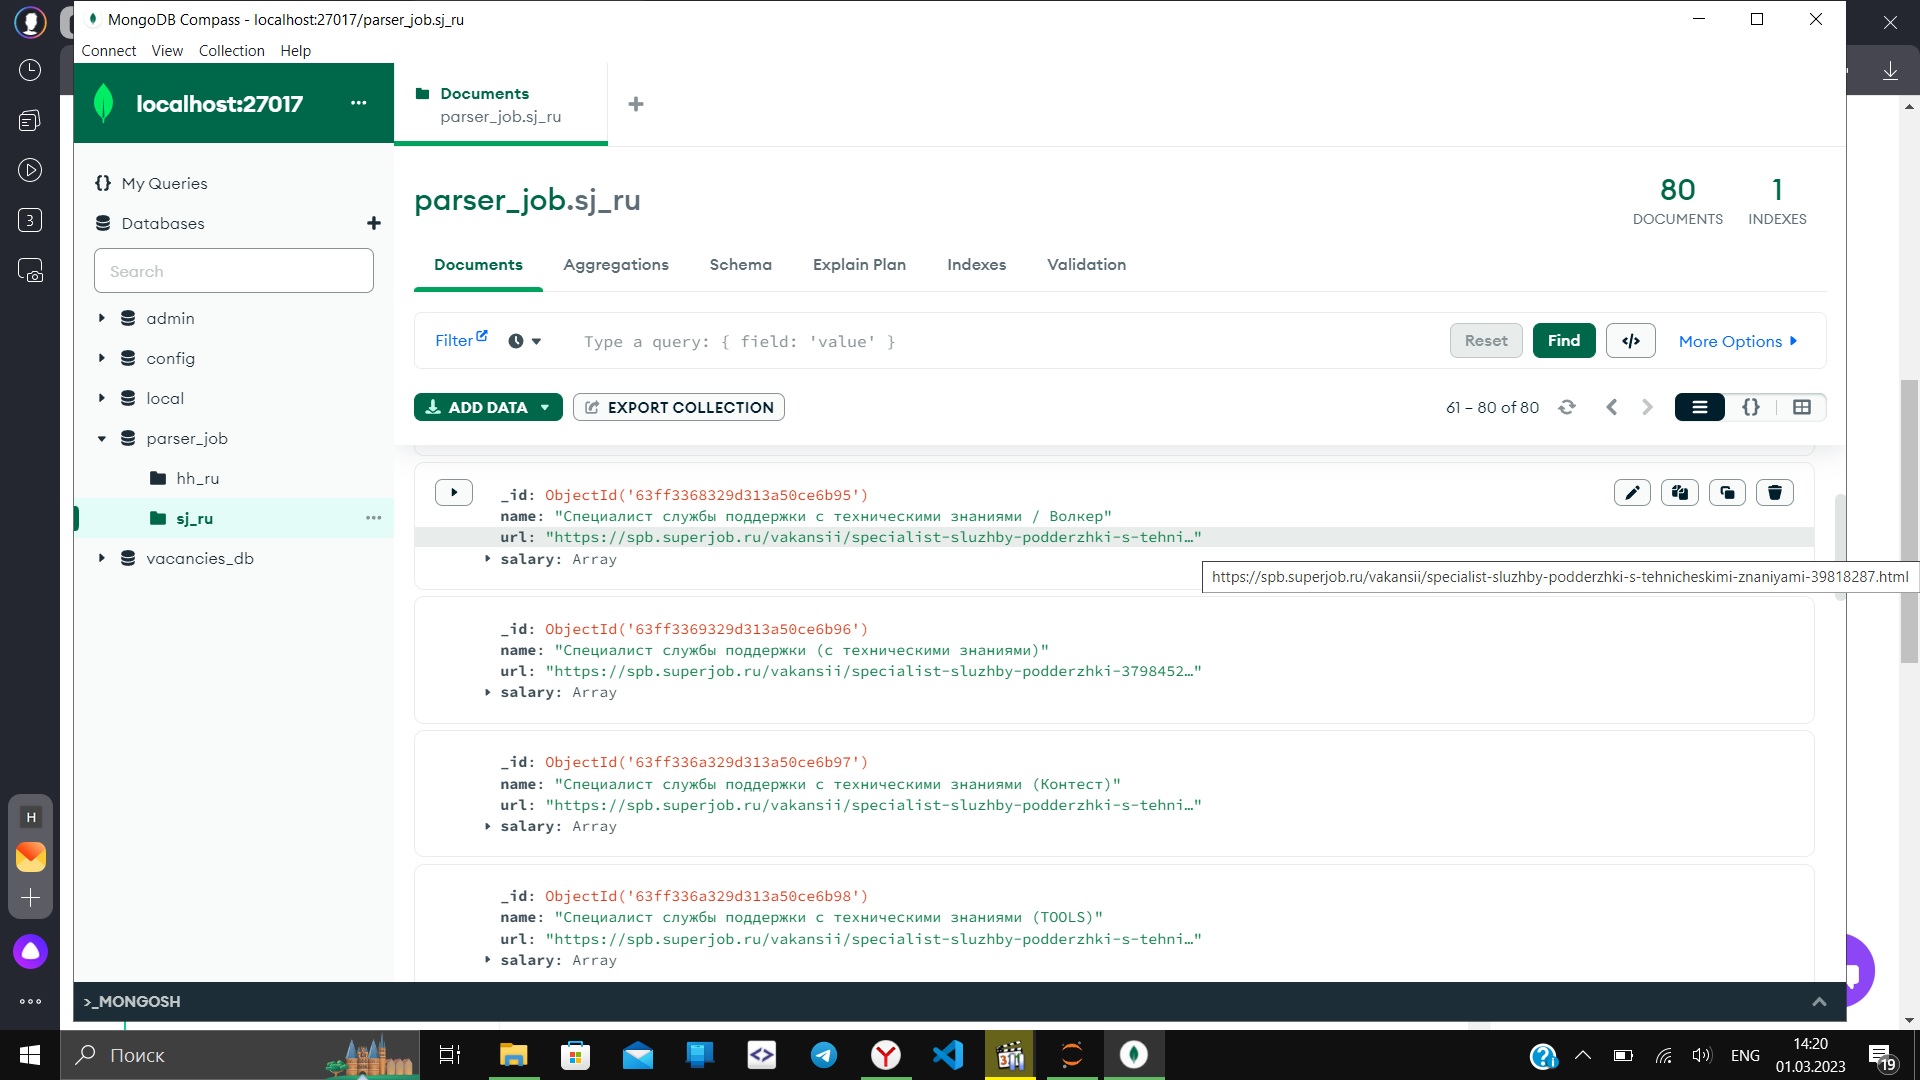 MongoDB Compass - localhost:27017/parser_job.sj_ru
Connect View Collection Help
localhost:27017
Documents
parser_job.sj_ru
My Queries
Databases
Search
admin
config
local
parser_job
hh_ru
sj_ru
vacancies_db
parser_job.sj_ru
80
DOCUMENTS
1
INDEXES
Documents Aggregations Schema Explain Plan Indexes Validation
Filter Type a query: { field: 'value' } Reset Find </> More Options
ADD DATA EXPORT COLLECTION 61 – 80 of 80 {}
_id: ObjectId('63ff3368329d313a50ce6b95')
name: "Специалист службы поддержки с техническими знаниями / Волкер"
url: "https://spb.superjob.ru/vakansii/specialist-sluzhby-podderzhki-s-tehni…"
salary: Array
https://spb.superjob.ru/vakansii/specialist-sluzhby-podderzhki-s-tehnicheskimi-znaniyami-39818287.html
_id: ObjectId('63ff3369329d313a50ce6b96')
name: "Специалист службы поддержки (с техническими знаниями)"
url: "https://spb.superjob.ru/vakansii/specialist-sluzhby-podderzhki-3798452…"
salary: Array
_id: ObjectId('63ff336a329d313a50ce6b97')
name: "Специалист службы поддержки с техническими знаниями (Контест)"
url: "https://spb.superjob.ru/vakansii/specialist-sluzhby-podderzhki-s-tehni…"
salary: Array
_id: ObjectId('63ff336a329d313a50ce6b98')
name: "Специалист службы поддержки с техническими знаниями (TOOLS)"
url: "https://spb.superjob.ru/vakansii/specialist-sluzhby-podderzhki-s-tehni…"
salary: Array
>_MONGOSH
3
H
Поиск
ENG
14:20
01.03.2023
19